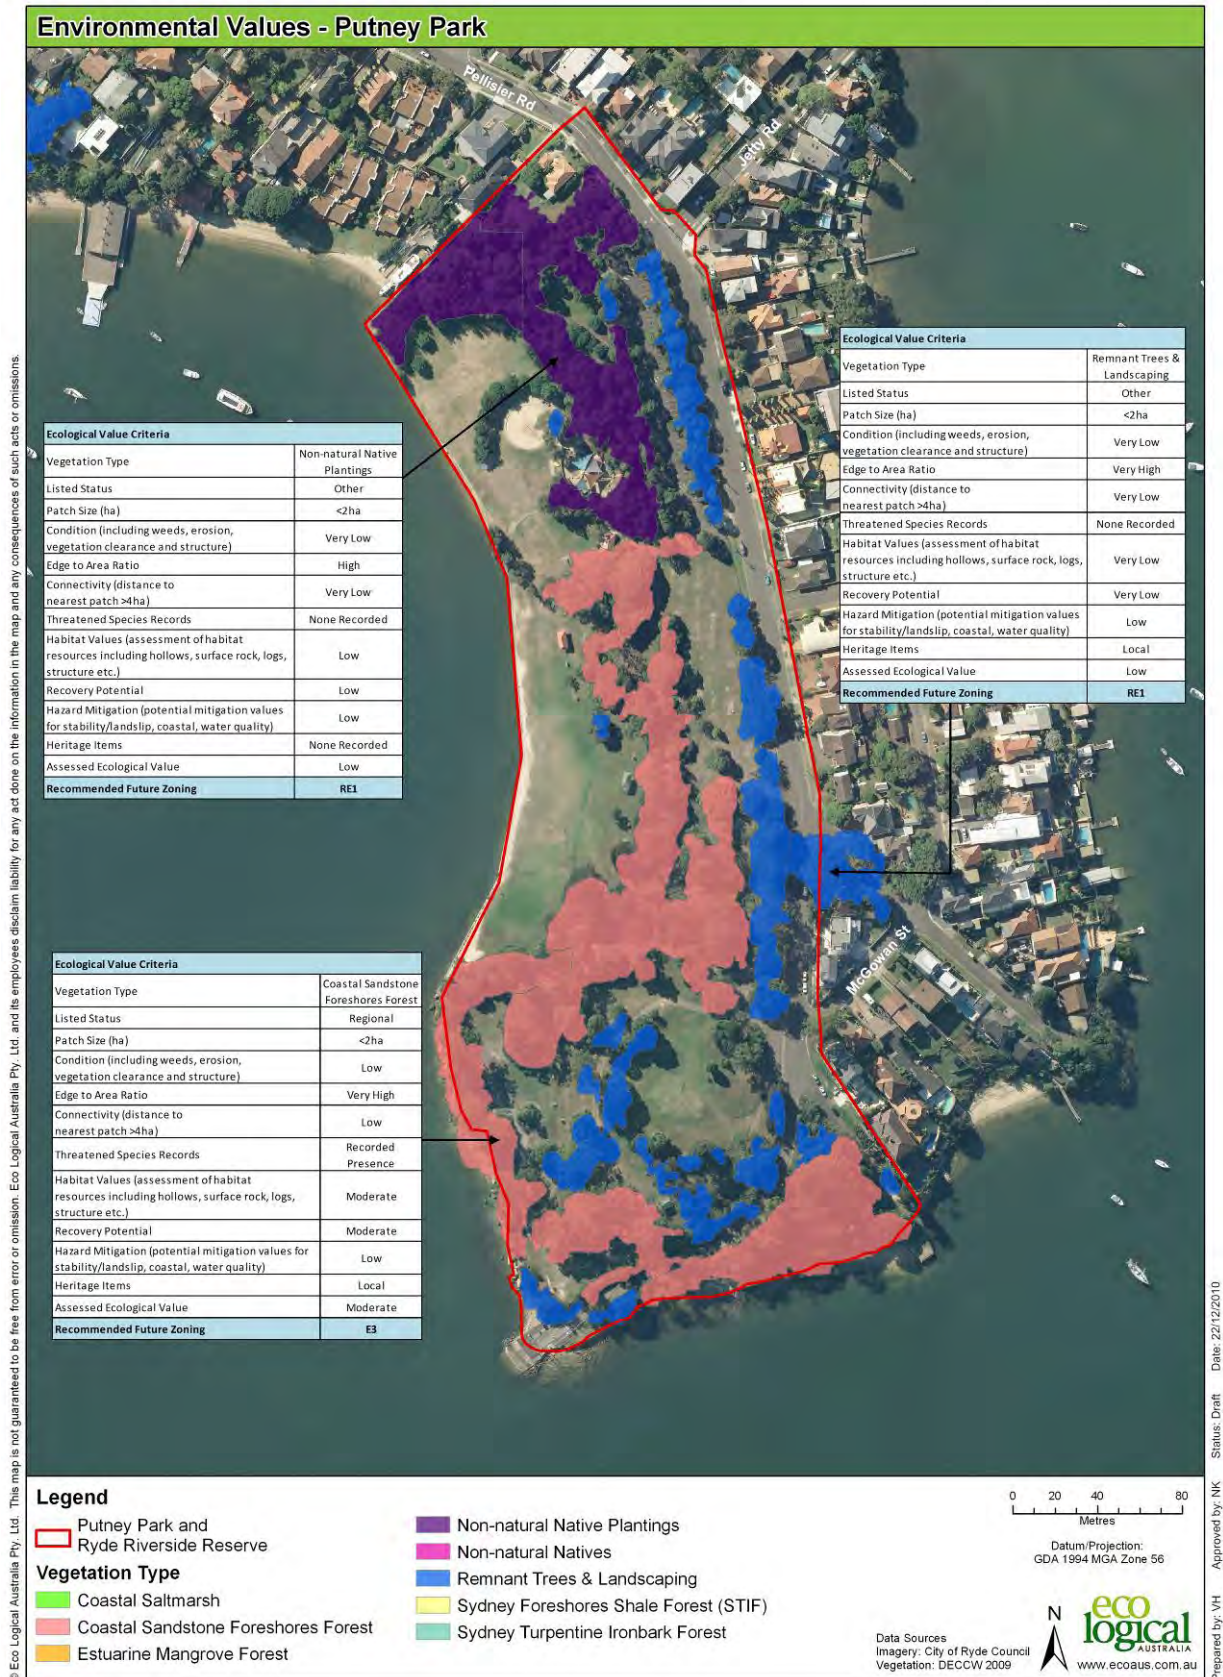 Environmental Values - Putney Park
Pellisier Rd
Jetty Rd
McGowan St
Ecological Value Criteria
Vegetation Type Non-natural Native
Plantings
Listed Status Other
Patch Size (ha) <2ha
Condition (including weeds, erosion,
vegetation clearance and structure) Very Low
Edge to Area Ratio High
Connectivity (distance to
nearest patch >4ha) Very Low
Threatened Species Records None Recorded
Habitat Values (assessment of habitat
resources including hollows, surface rock, logs,
structure etc.) Low
Recovery Potential Low
Hazard Mitigation (potential mitigation values
for stability/landslip, coastal, water quality) Low
Heritage Items None Recorded
Assessed Ecological Value Low
Recommended Future Zoning RE1
Ecological Value Criteria
Vegetation Type Remnant Trees &
Landscaping
Listed Status Other
Patch Size (ha) <2ha
Condition (including weeds, erosion,
vegetation clearance and structure) Very Low
Edge to Area Ratio Very High
Connectivity (distance to
nearest patch >4ha) Very Low
Threatened Species Records None Recorded
Habitat Values (assessment of habitat
resources including hollows, surface rock, logs,
structure etc.) Very Low
Recovery Potential Very Low
Hazard Mitigation (potential mitigation values
for stability/landslip, coastal, water quality) Low
Heritage Items Local
Assessed Ecological Value Low
Recommended Future Zoning RE1
Ecological Value Criteria
Vegetation Type Coastal Sandstone
Foreshores Forest
Listed Status Regional
Patch Size (ha) <2ha
Condition (including weeds, erosion,
vegetation clearance and structure) Low
Edge to Area Ratio Very High
Connectivity (distance to
nearest patch >4ha) Low
Threatened Species Records Recorded
Presence
Habitat Values (assessment of habitat
resources including hollows, surface rock, logs,
structure etc.) Moderate
Recovery Potential Moderate
Hazard Mitigation (potential mitigation values for
stability/landslip, coastal, water quality) Low
Heritage Items Local
Assessed Ecological Value Moderate
Recommended Future Zoning E3
Legend
Putney Park and
Ryde Riverside Reserve
Vegetation Type
Coastal Saltmarsh
Coastal Sandstone Foreshores Forest
Estuarine Mangrove Forest
Non-natural Native Plantings
Non-natural Natives
Remnant Trees & Landscaping
Sydney Foreshores Shale Forest (STIF)
Sydney Turpentine Ironbark Forest
0 20 40 80
Metres
Datum/Projection:
GDA 1994 MGA Zone 56
Data Sources
Imagery: City of Ryde Council
Vegetation: DECCW 2009
N
eco
logical
AUSTRALIA
www.ecoaus.com.au
© Eco Logical Australia Pty. Ltd. This map is not guaranteed to be free from error or omission. Eco Logical Australia Pty. Ltd. and its employees disclaim liability for any act done on the information in the map and any consequences of such acts or omissions.
Prepared by: VH Approved by: NK Status: Draft Date: 22/12/2010